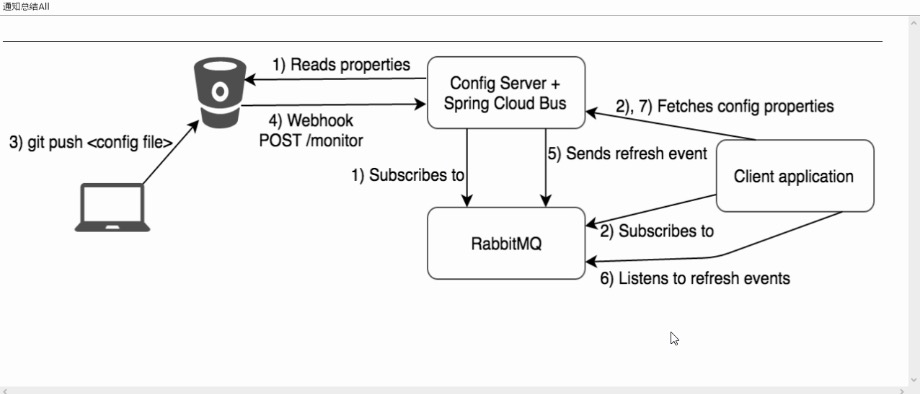 通知总结All
1) Reads properties
Config Server +
Spring Cloud Bus
2), 7) Fetches config properties
4) Webhook
POST /monitor
3) git push <config file>
5) Sends refresh event
1) Subscribes to
Client application
2) Subscribes to
RabbitMQ
6) Listens to refresh events